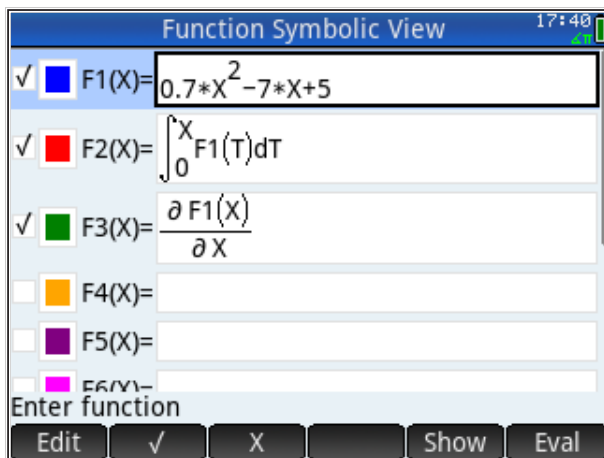 Function Symbolic View 17:40
∡π
√ F1(X)= 0.7*X²−7*X+5
√ F2(X)= ∫₀ˣ F1(T)dT
√ F3(X)= ∂ F1(X)
∂ X
F4(X)=
F5(X)=
F6(X)=
Enter function
Edit √ X Show Eval